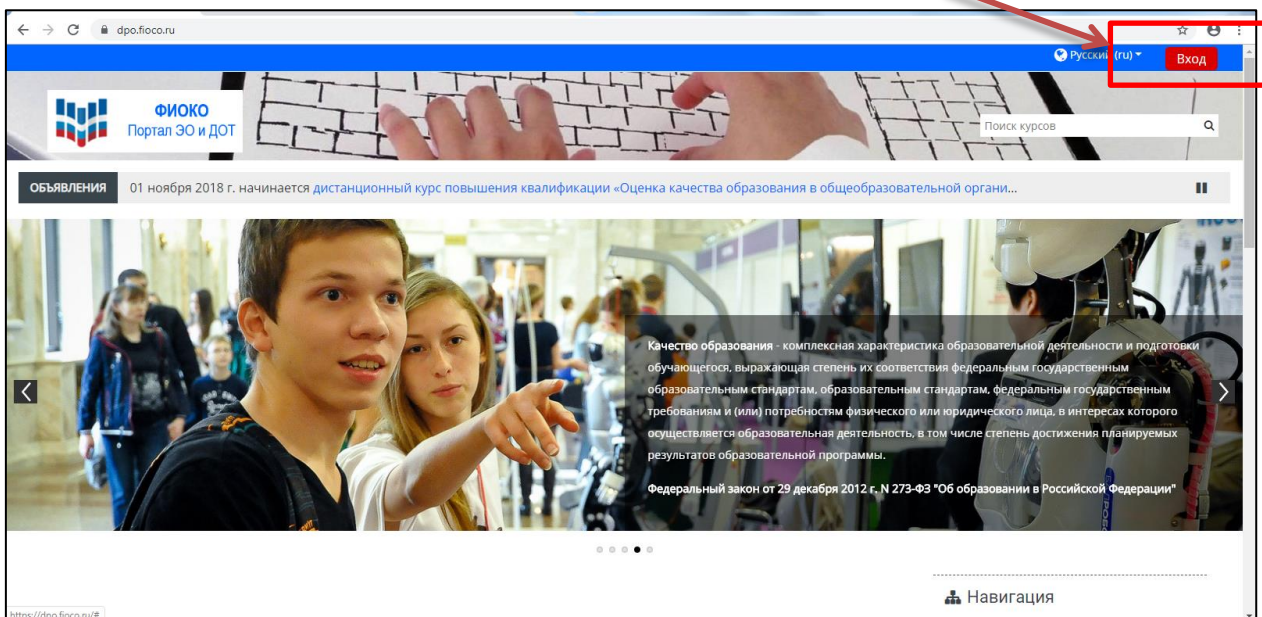 dpo.fioco.ru
Русский (ru)
Вход
ФИОКО
Портал ЭО и ДОТ
Поиск курсов
ОБЪЯВЛЕНИЯ
01 ноября 2018 г. начинается дистанционный курс повышения квалификации «Оценка качества образования в общеобразовательной органи...
Качество образования - комплексная характеристика образовательной деятельности и подготовки
обучающегося, выражающая степень их соответствия федеральным государственным
образовательным стандартам, образовательным стандартам, федеральным государственным
требованиям и (или) потребностям физического или юридического лица, в интересах которого
осуществляется образовательная деятельность, в том числе степень достижения планируемых
результатов образовательной программы.
Федеральный закон от 29 декабря 2012 г. N 273-ФЗ "Об образовании в Российской Федерации"
Навигация
https://dpo.fioco.ru/#